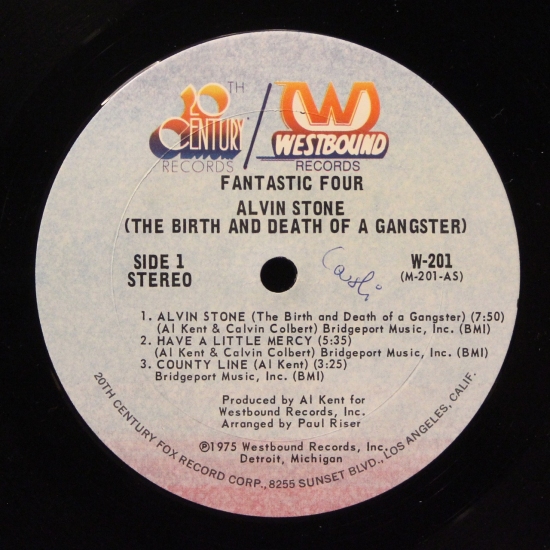 20TH
CENTURY
RECORDS
W
WESTBOUND
RECORDS
FANTASTIC FOUR
ALVIN STONE
(THE BIRTH AND DEATH OF A GANGSTER)
SIDE 1
STEREO
W-201
(M-201-AS)
1. ALVIN STONE (The Birth and Death of a Gangster) (7:50)
(Al Kent & Calvin Colbert) Bridgeport Music, Inc. (BMI)
2. HAVE A LITTLE MERCY (5:35)
(Al Kent & Calvin Colbert) Bridgeport Music, Inc. (BMI)
3. COUNTY LINE (Al Kent) (3:25)
Bridgeport Music, Inc. (BMI)
Produced by Al Kent for
Westbound Records, Inc.
Arranged by Paul Riser
℗1975 Westbound Records, Inc.
Detroit, Michigan
20TH CENTURY FOX RECORD CORP., 8255 SUNSET BLVD., LOS ANGELES, CALIF.